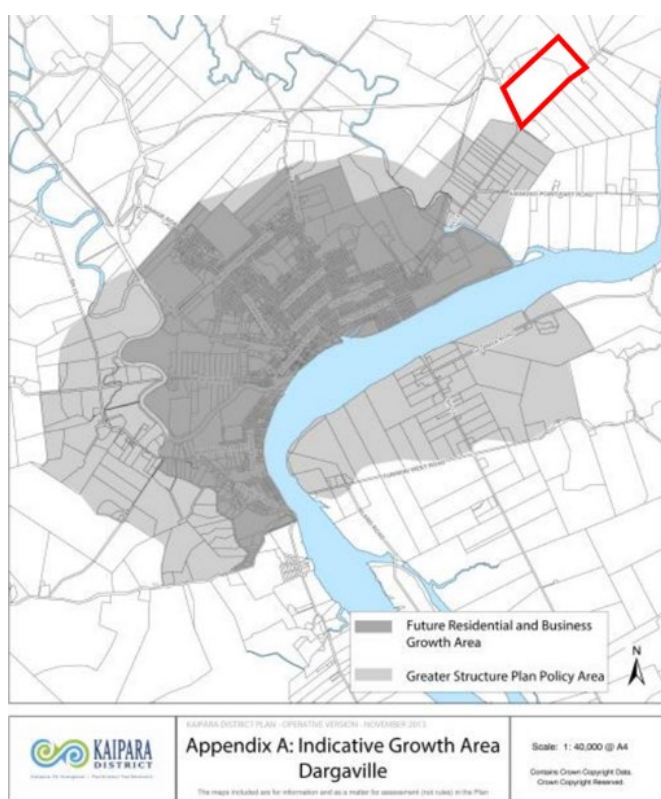 Future Residential and Business
Growth Area
Greater Structure Plan Policy Area
N
KAIPARA
DISTRICT
KAIPARA DISTRICT PLAN - OPERATIVE VERSION - NOVEMBER 2013
Appendix A: Indicative Growth Area
Dargaville
The maps included are for information and as a matter for assessment (not rules) in the Plan
Scale: 1: 40,000 @ A4
Contains Crown Copyright Data.
Crown Copyright Reserved.